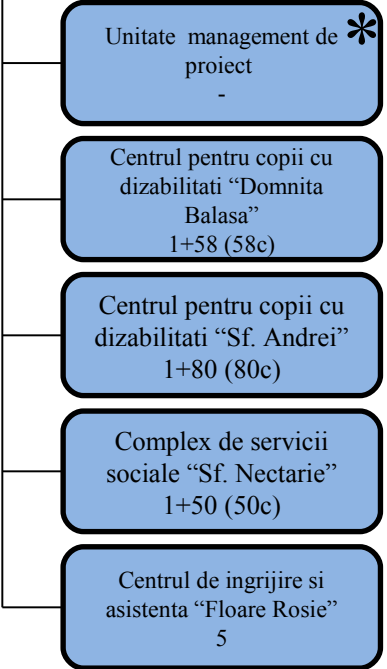 Unitate management de *
proiect
-
Centrul pentru copii cu
dizabilitati “Domnita
Balasa”
1+58 (58c)
Centrul pentru copii cu
dizabilitati “Sf. Andrei”
1+80 (80c)
Complex de servicii
sociale “Sf. Nectarie”
1+50 (50c)
Centrul de ingrijire si
asistenta “Floare Rosie”
5